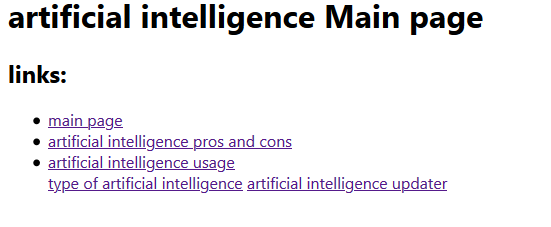 artificial intelligence Main page
links:
main page
artificial intelligence pros and cons
artificial intelligence usage
type of artificial intelligence artificial intelligence updater